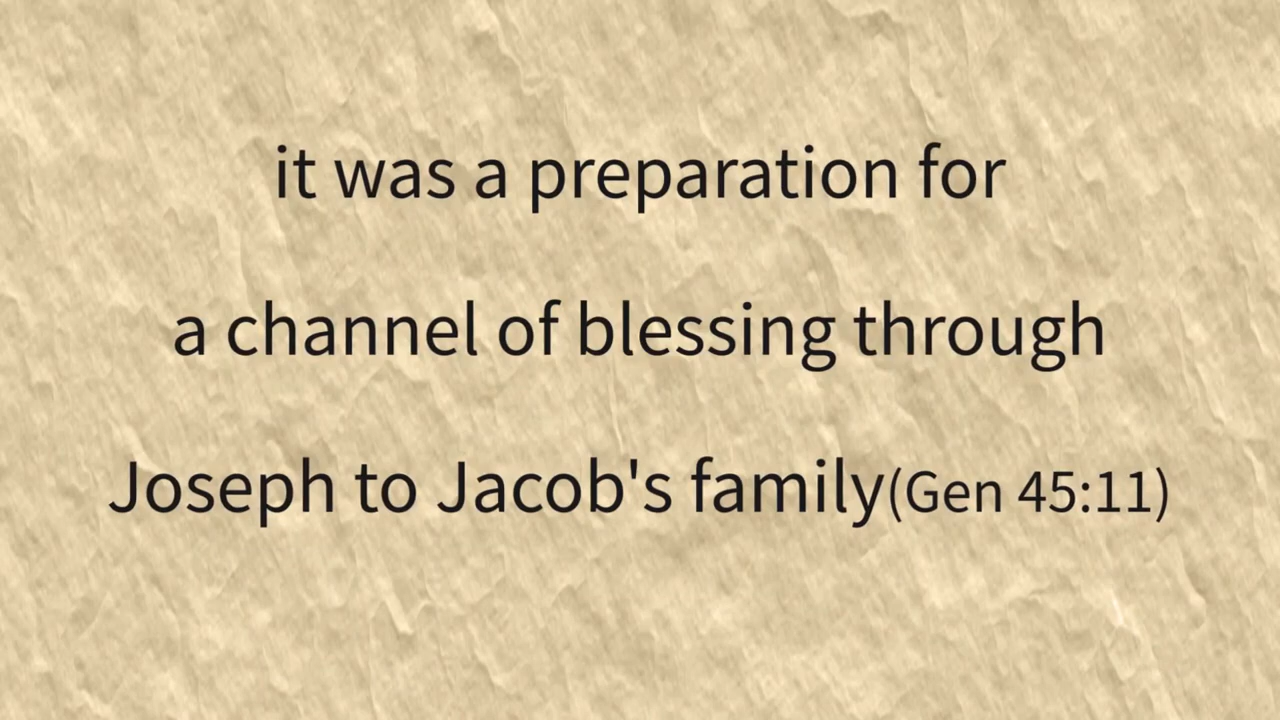 it was a preparation for
a channel of blessing through
Joseph to Jacob's family(Gen 45:11)